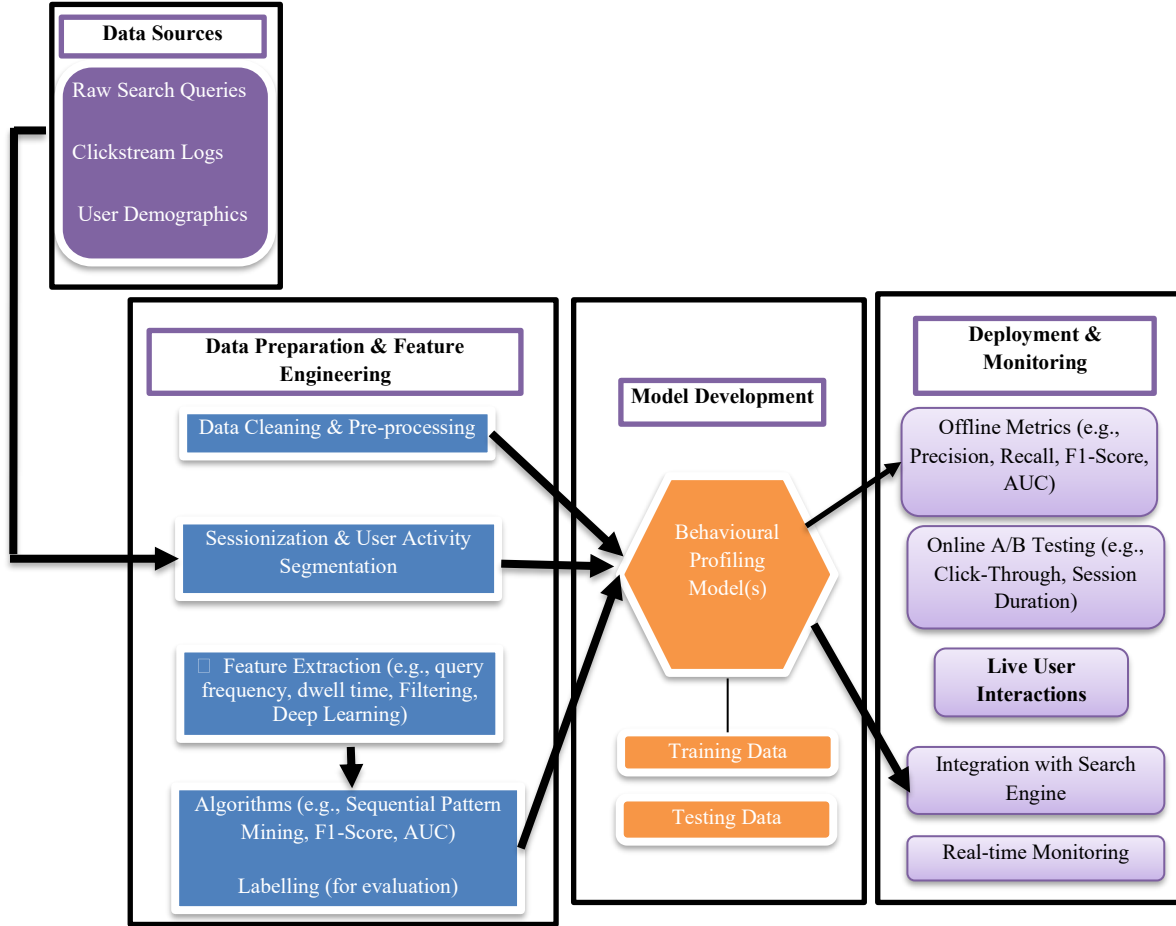 Data Sources
Raw Search Queries
Clickstream Logs
User Demographics
Data Preparation & Feature
Engineering
Data Cleaning & Pre-processing
Sessionization & User Activity
Segmentation
Feature Extraction (e.g., query
frequency, dwell time, Filtering,
Deep Learning)
Algorithms (e.g., Sequential Pattern
Mining, F1-Score, AUC)
Labelling (for evaluation)
Model Development
Behavioural
Profiling
Model(s)
Training Data
Testing Data
Deployment &
Monitoring
Offline Metrics (e.g.,
Precision, Recall, F1-Score,
AUC)
Online A/B Testing (e.g.,
Click-Through, Session
Duration)
Live User
Interactions
Integration with Search
Engine
Real-time Monitoring